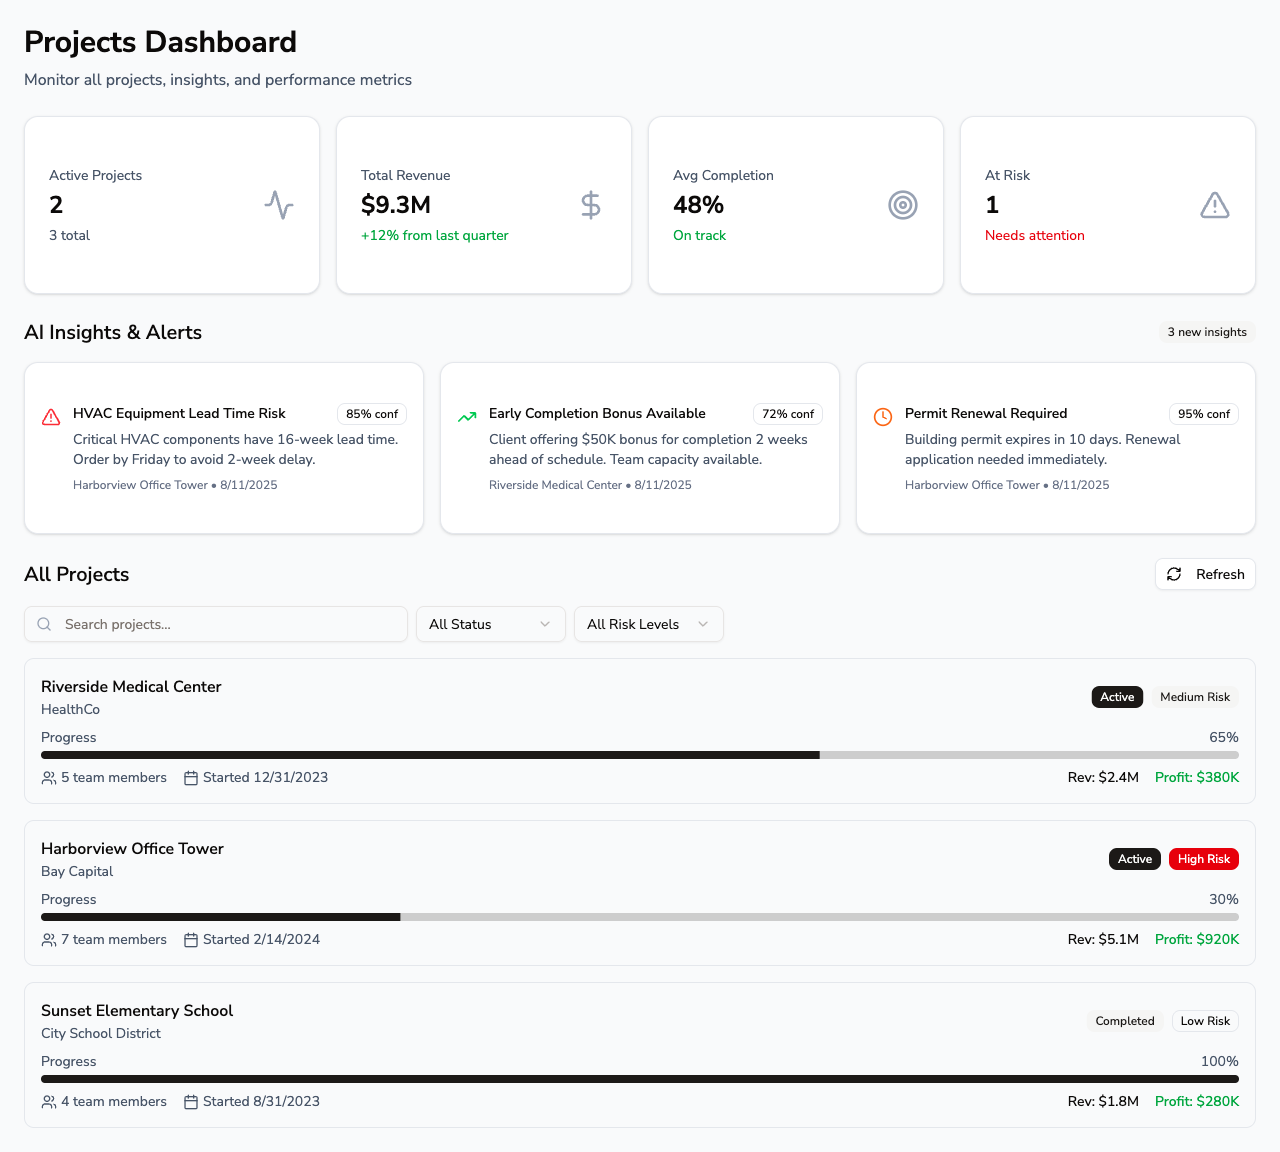 Projects Dashboard
Monitor all projects, insights, and performance metrics
Active Projects
2
3 total
Total Revenue
$9.3M
+12% from last quarter
Avg Completion
48%
On track
At Risk
1
Needs attention
AI Insights & Alerts
3 new insights
HVAC Equipment Lead Time Risk
85% conf
Critical HVAC components have 16-week lead time.
Order by Friday to avoid 2-week delay.
Harborview Office Tower • 8/11/2025
Early Completion Bonus Available
72% conf
Client offering $50K bonus for completion 2 weeks
ahead of schedule. Team capacity available.
Riverside Medical Center • 8/11/2025
Permit Renewal Required
95% conf
Building permit expires in 10 days. Renewal
application needed immediately.
Harborview Office Tower • 8/11/2025
All Projects
Refresh
Search projects...
All Status
All Risk Levels
Riverside Medical Center
HealthCo
Active
Medium Risk
Progress
65%
5 team members
Started 12/31/2023
Rev: $2.4M
Profit: $380K
Harborview Office Tower
Bay Capital
Active
High Risk
Progress
30%
7 team members
Started 2/14/2024
Rev: $5.1M
Profit: $920K
Sunset Elementary School
City School District
Completed
Low Risk
Progress
100%
4 team members
Started 8/31/2023
Rev: $1.8M
Profit: $280K